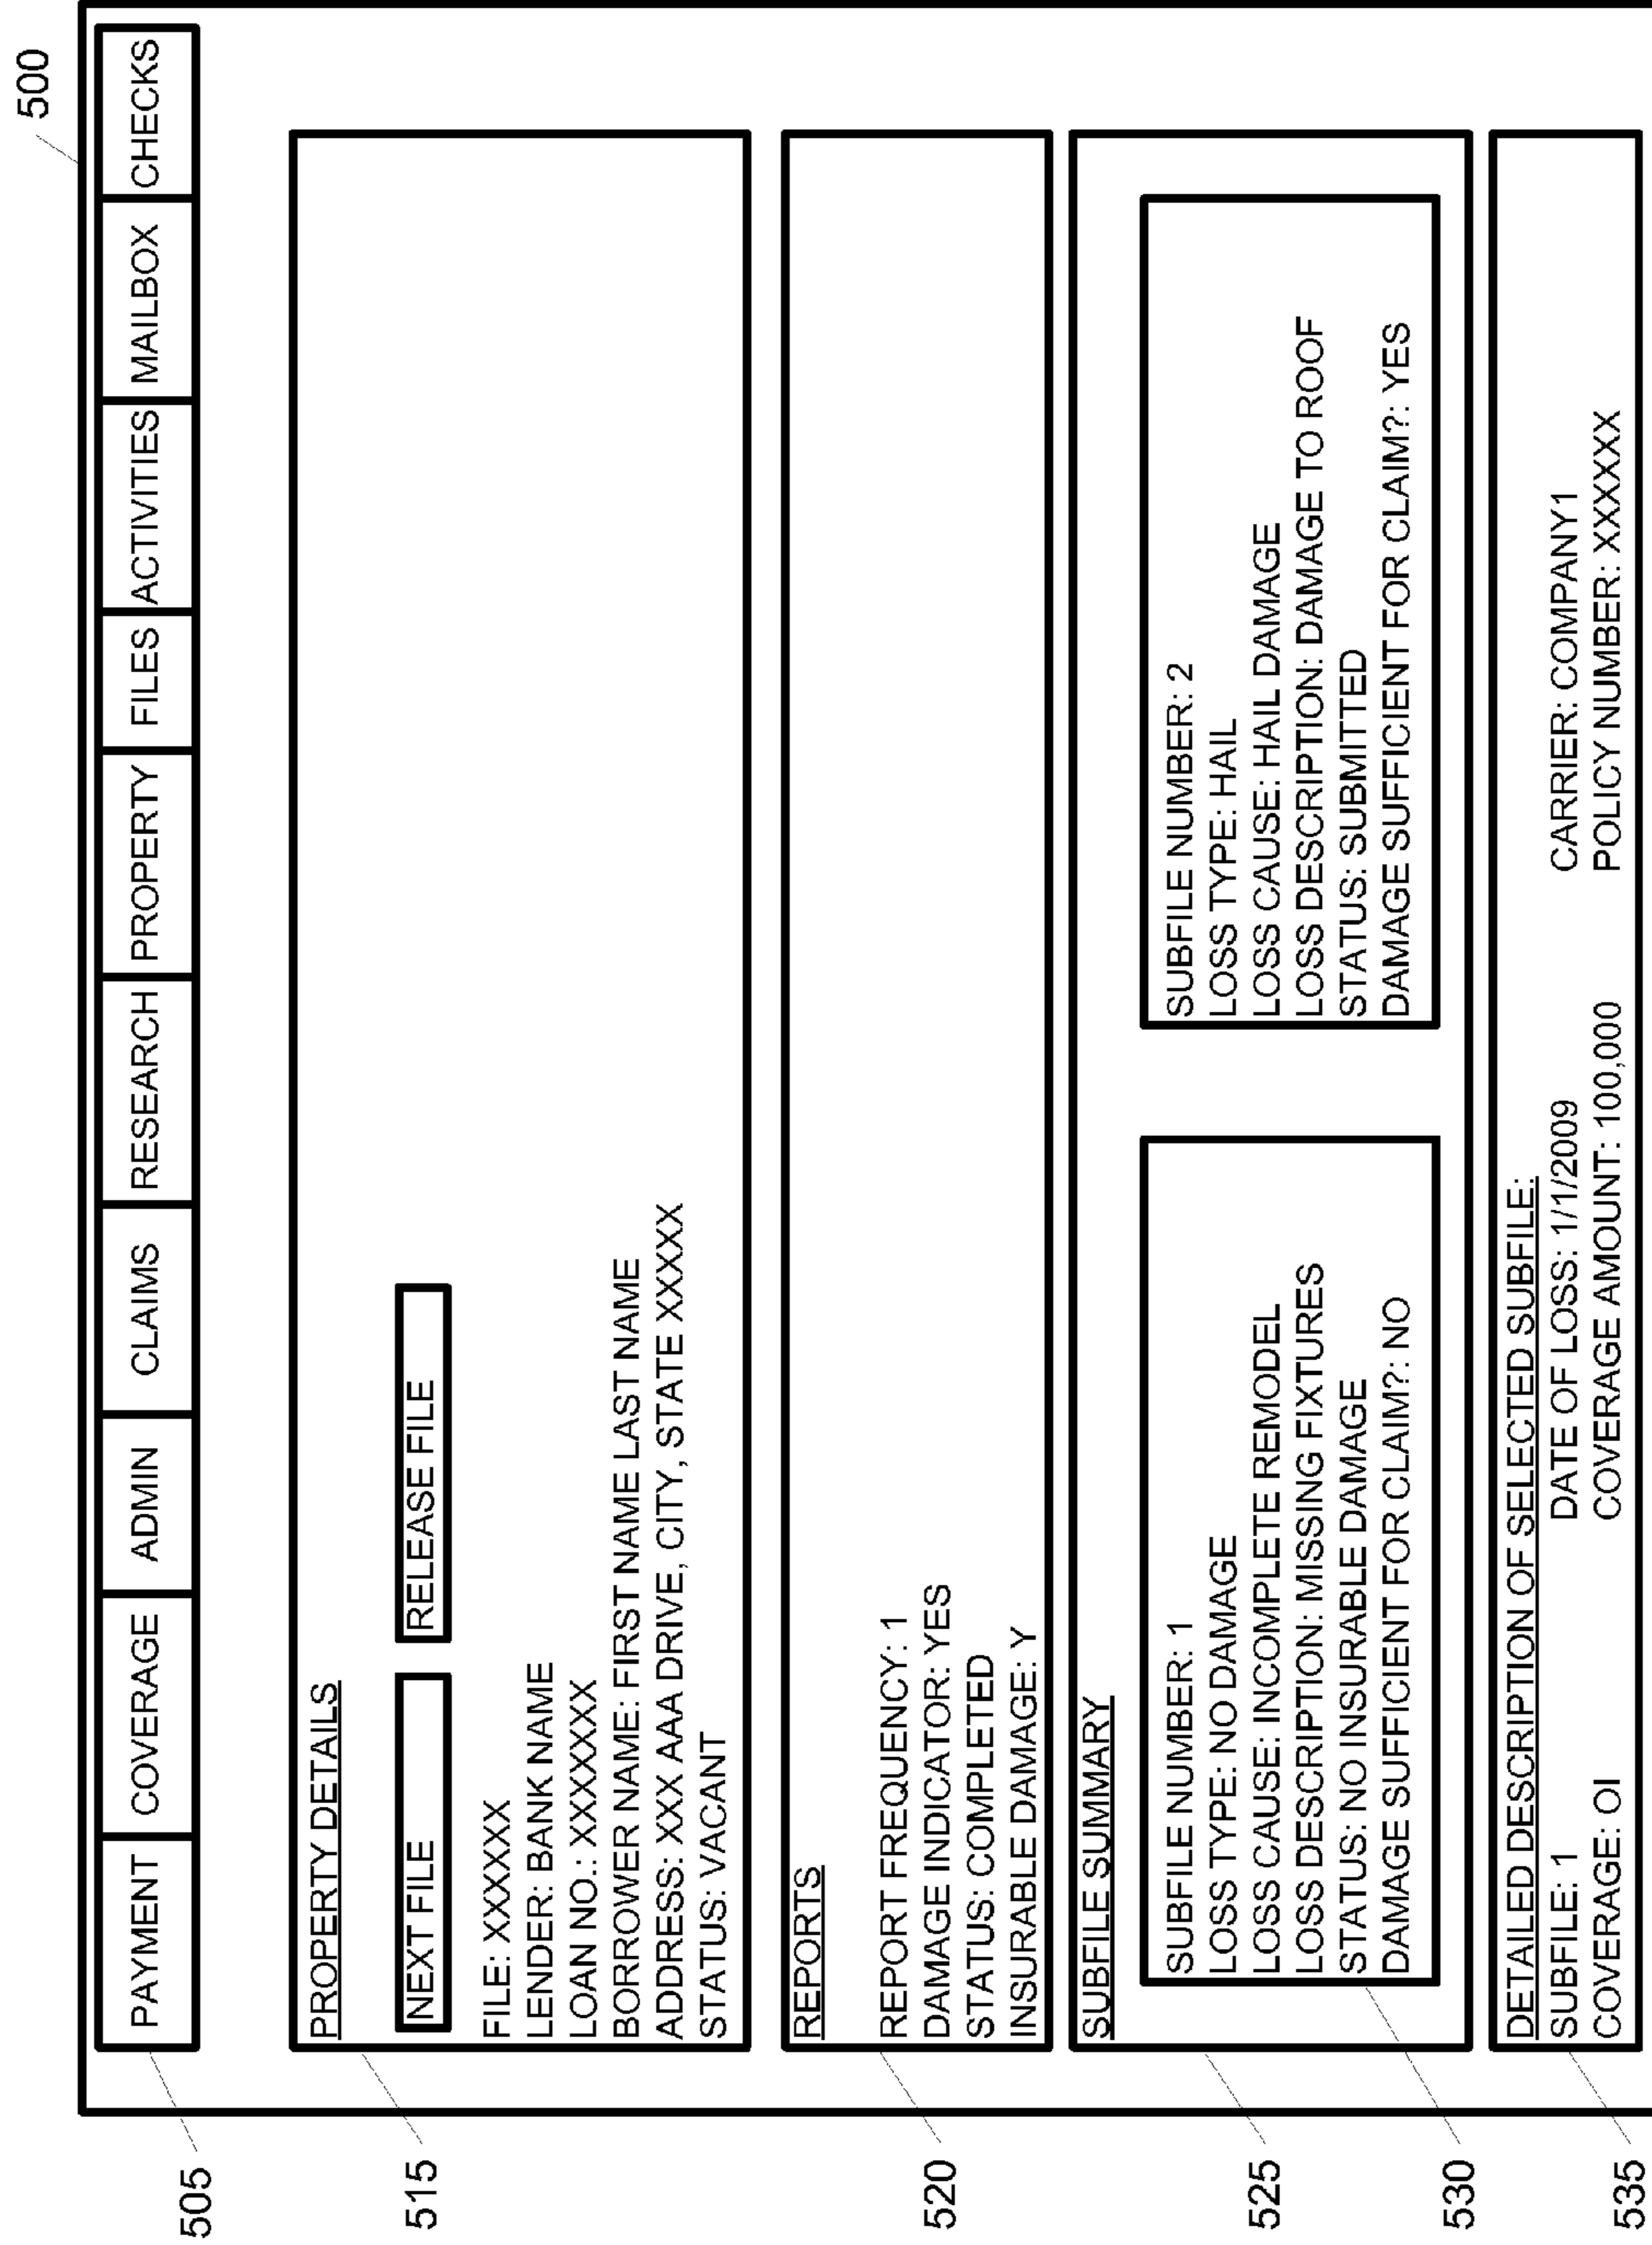 500
PAYMENT COVERAGE ADMIN CLAIMS RESEARCH PROPERTY FILES ACTIVITIES MAILBOX CHECKS
505
PROPERTY DETAILS
515
NEXT FILE RELEASE FILE
FILE: XXXXXX
LENDER: BANK NAME
LOAN NO.: XXXXXXX
BORROWER NAME: FIRST NAME LAST NAME
ADDRESS: XXX AAA DRIVE, CITY, STATE XXXXX
STATUS: VACANT
REPORTS
REPORT FREQUENCY: 1
DAMAGE INDICATOR: YES
520
STATUS: COMPLETED
INSURABLE DAMAGE: Y
SUBFILE SUMMARY
SUBFILE NUMBER: 1
LOSS TYPE: NO DAMAGE
LOSS CAUSE: INCOMPLETE REMODEL
LOSS DESCRIPTION: MISSING FIXTURES
STATUS: NO INSURABLE DAMAGE
DAMAGE SUFFICIENT FOR CLAIM?: NO
SUBFILE NUMBER: 2
LOSS TYPE: HAIL
LOSS CAUSE: HAIL DAMAGE
LOSS DESCRIPTION: DAMAGE TO ROOF
STATUS: SUBMITTED
DAMAGE SUFFICIENT FOR CLAIM?: YES
525
530
DETAILED DESCRIPTION OF SELECTED SUBFILE:
SUBFILE: 1 DATE OF LOSS: 1/1/2009 CARRIER: COMPANY1
COVERAGE: OI COVERAGE AMOUNT: 100,000 POLICY NUMBER: XXXXXX
535